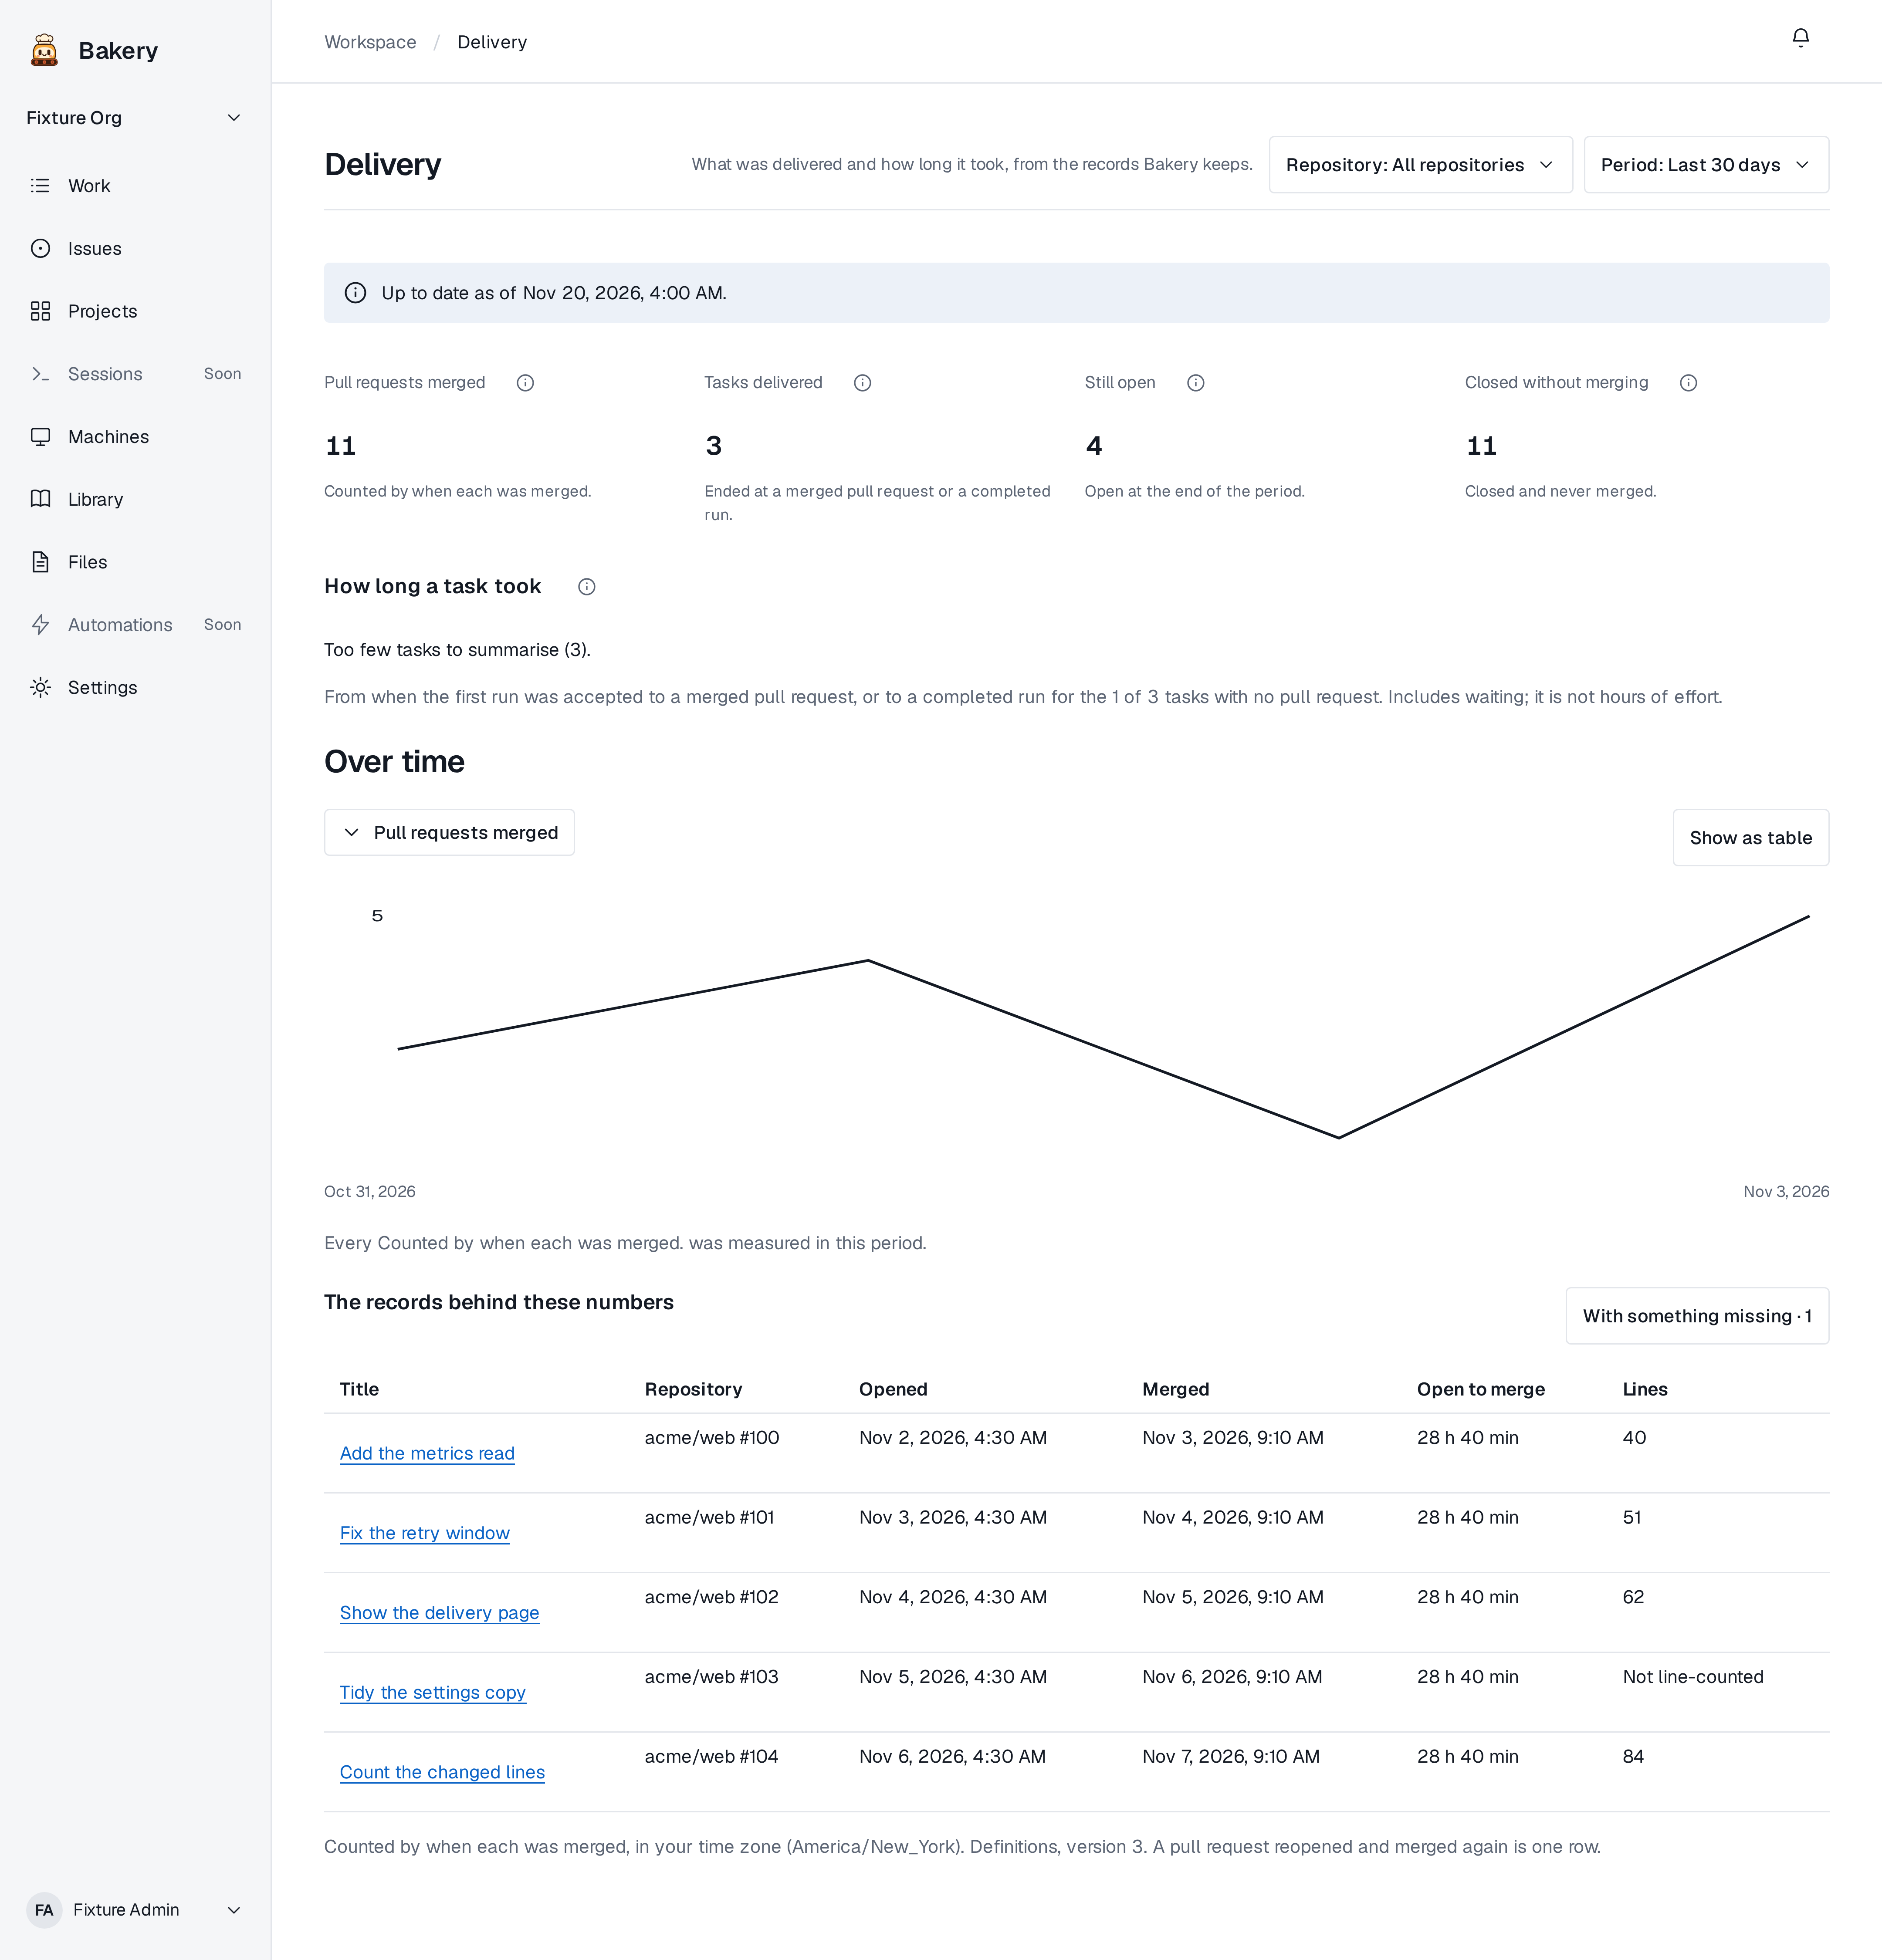 Bakery
Workspace / Delivery
Fixture Org
Work
Issues
Projects
Sessions Soon
Machines
Library
Files
Automations Soon
Settings
FA Fixture Admin
Delivery
What was delivered and how long it took, from the records Bakery keeps.
Repository: All repositories
Period: Last 30 days
Up to date as of Nov 20, 2026, 4:00 AM.
Pull requests merged
11
Counted by when each was merged.
Tasks delivered
3
Ended at a merged pull request or a completed
run.
Still open
4
Open at the end of the period.
Closed without merging
11
Closed and never merged.
How long a task took
Too few tasks to summarise (3).
From when the first run was accepted to a merged pull request, or to a completed run for the 1 of 3 tasks with no pull request. Includes waiting; it is not hours of effort.
Over time
Pull requests merged
Show as table
5
Oct 31, 2026
Nov 3, 2026
Every Counted by when each was merged. was measured in this period.
The records behind these numbers
With something missing · 1
Title Repository Opened Merged Open to merge Lines
Add the metrics read acme/web #100 Nov 2, 2026, 4:30 AM Nov 3, 2026, 9:10 AM 28 h 40 min 40
Fix the retry window acme/web #101 Nov 3, 2026, 4:30 AM Nov 4, 2026, 9:10 AM 28 h 40 min 51
Show the delivery page acme/web #102 Nov 4, 2026, 4:30 AM Nov 5, 2026, 9:10 AM 28 h 40 min 62
Tidy the settings copy acme/web #103 Nov 5, 2026, 4:30 AM Nov 6, 2026, 9:10 AM 28 h 40 min Not line-counted
Count the changed lines acme/web #104 Nov 6, 2026, 4:30 AM Nov 7, 2026, 9:10 AM 28 h 40 min 84
Counted by when each was merged, in your time zone (America/New_York). Definitions, version 3. A pull request reopened and merged again is one row.